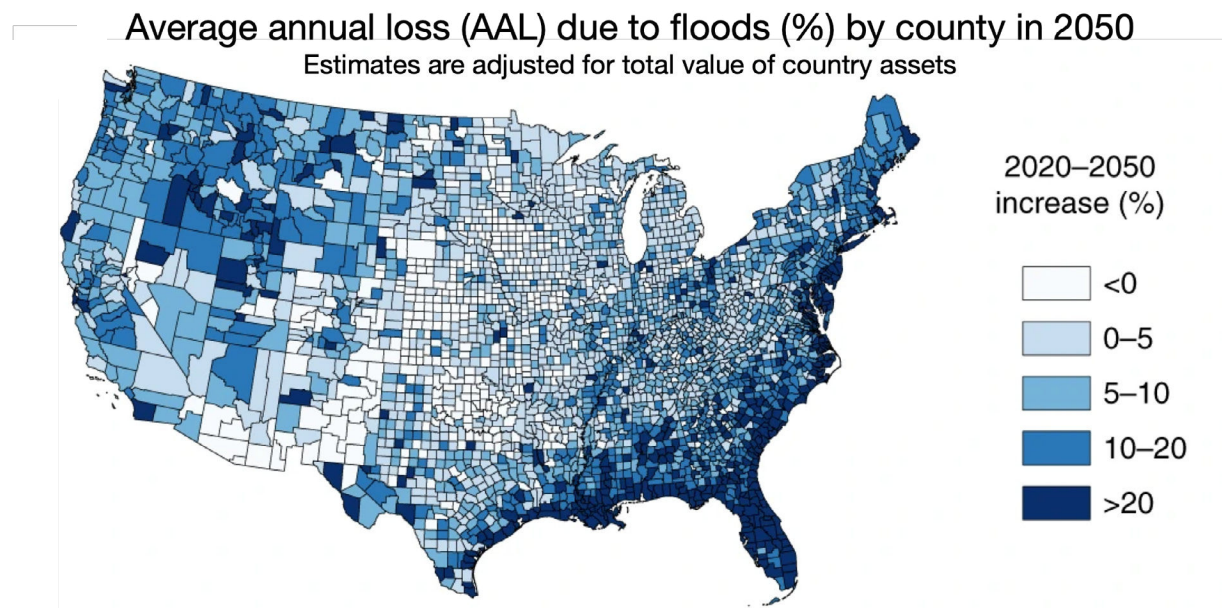 Average annual loss (AAL) due to floods (%) by county in 2050
Estimates are adjusted for total value of country assets
2020–2050
increase (%)
<0
0–5
5–10
10–20
>20